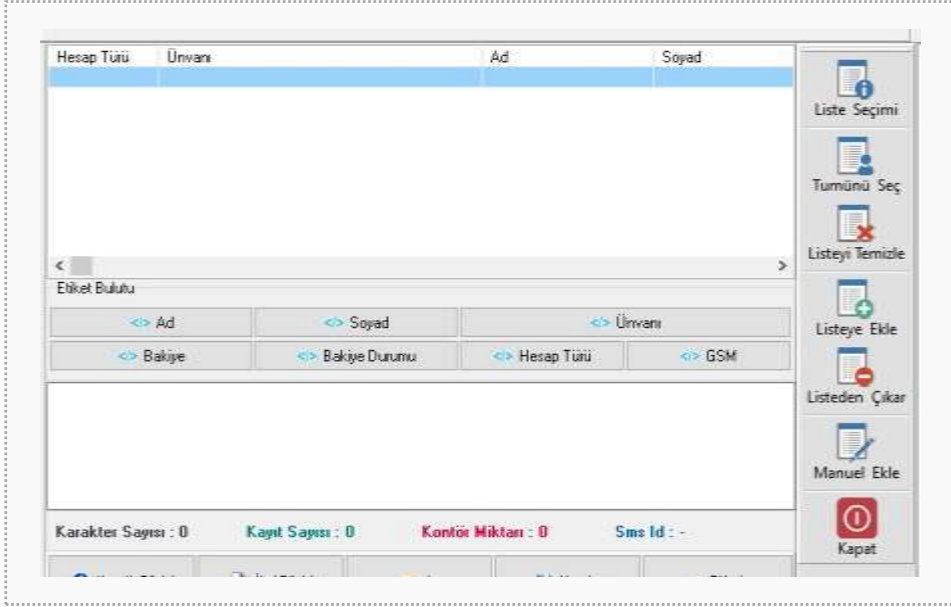 Hesap Türü Ünvanı Ad Soyad
Liste Seçimi
Tumünü Seç
Listeyi Temizle
Etiket Bulutu
<> Ad <> Soyad <> Ünvanı
Listeye Ekle
<> Bakiye <> Bakiye Durumu <> Hesap Türü <> GSM
Listeden Çıkar
Manuel Ekle
Karakter Sayısı : 0 Kayıt Sayısı : 0 Kontör Miktarı : 0 Sms Id : -
Kapat